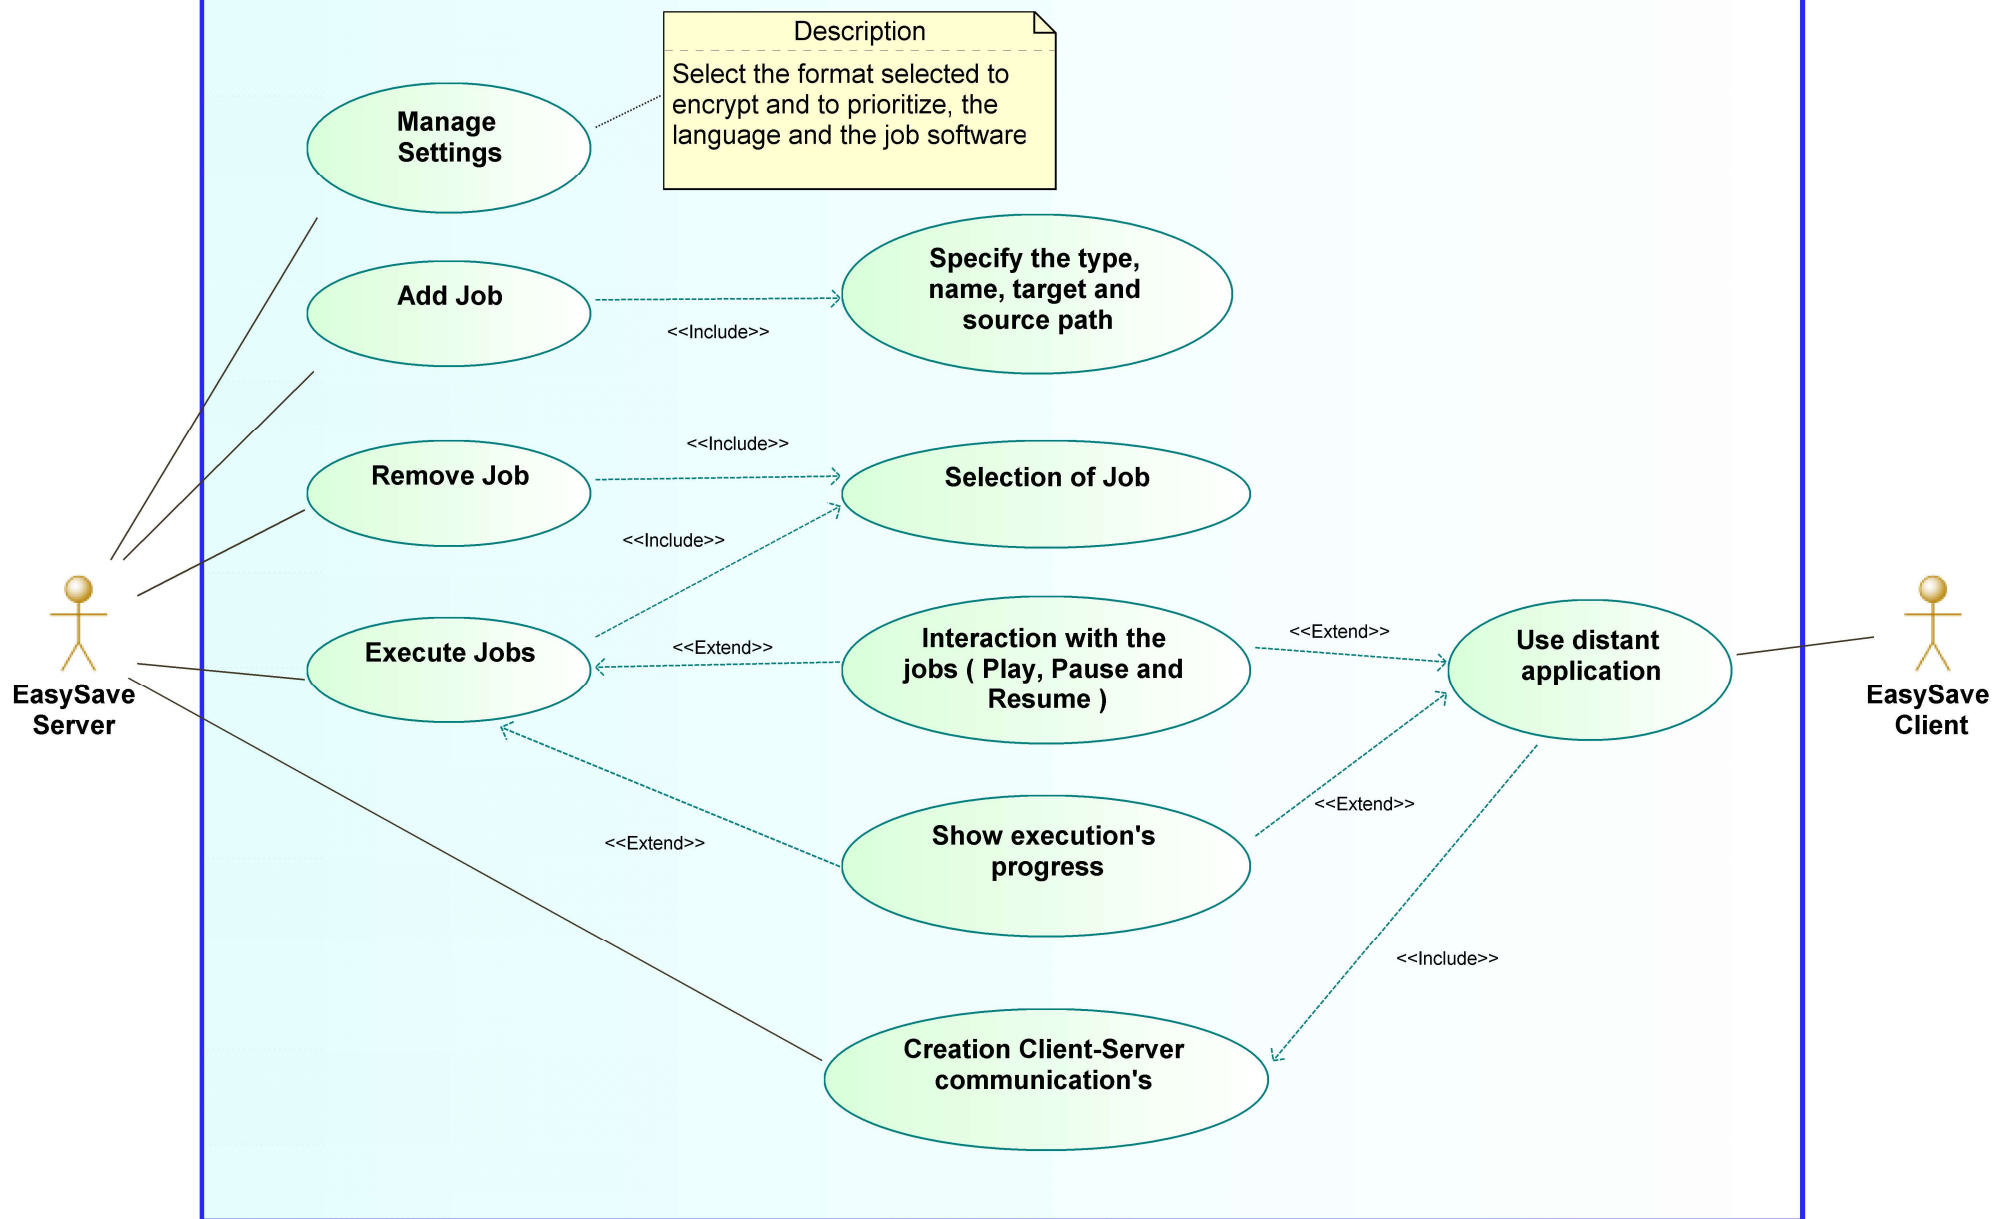 Description
Select the format selected to
encrypt and to prioritize, the
language and the job software
Manage
Settings
Add Job
<<Include>>
Specify the type,
name, target and
source path
Remove Job
<<Include>>
Selection of Job
<<Include>>
Execute Jobs
<<Extend>>
Interaction with the
jobs ( Play, Pause and
Resume )
<<Extend>>
Use distant
application
EasySave
Server
EasySave
Client
<<Extend>>
Show execution's
progress
<<Extend>>
<<Include>>
Creation Client-Server
communication's